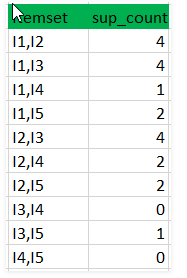 sup_count
I1,I2 4
I1,I3 4
I1,I4 1
I1,I5 2
I2,I3 4
I2,I4 2
I2,I5 2
I3,I4 0
I3,I5 1
I4,I5 0